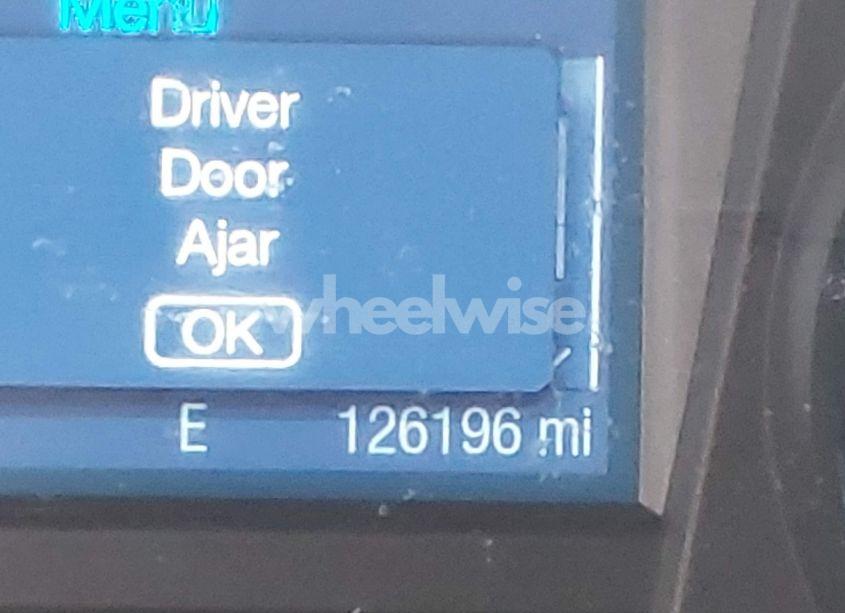 Menu
Driver
Door
Ajar
OK
wheelwise
E 126196 mi